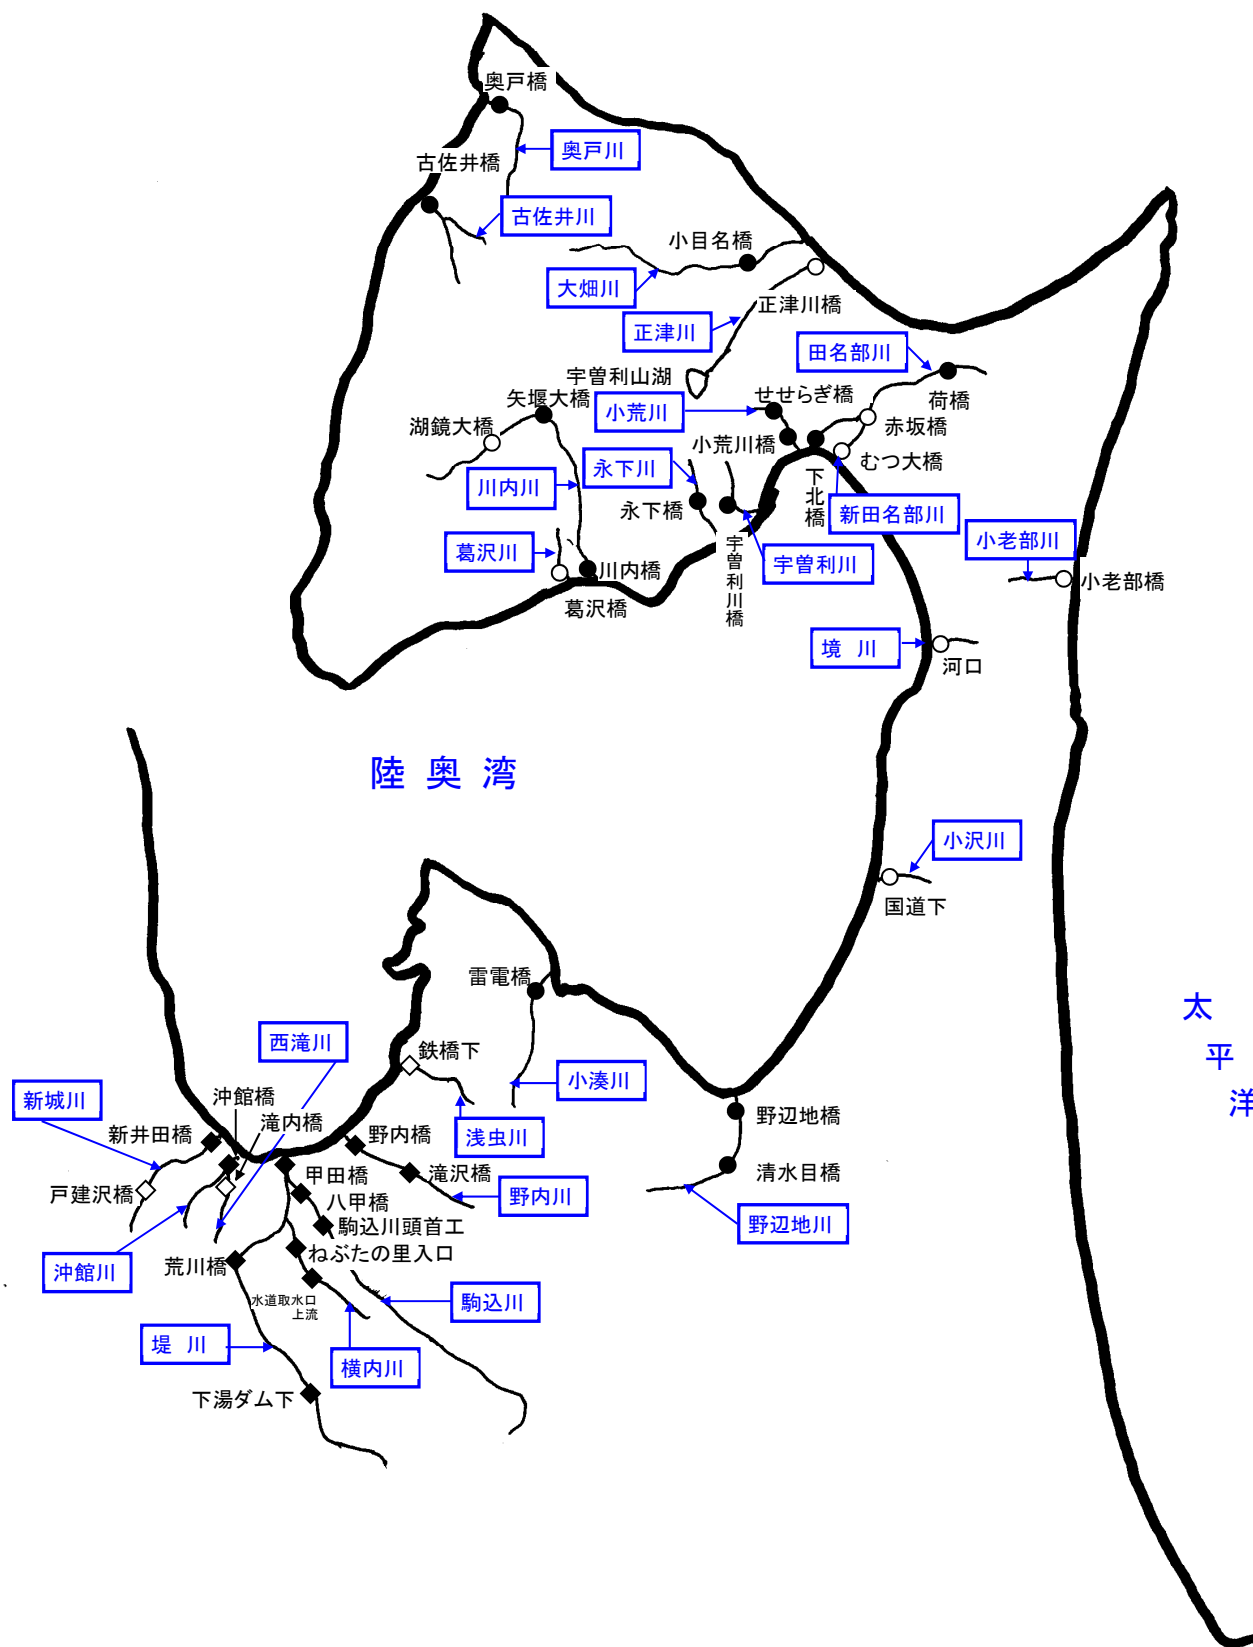 奥戸橋
奥戸川
古佐井橋
古佐井川
小目名橋
大畑川
正津川橋
正津川
田名部川
宇曽利山湖
せせらぎ橋
荷橋
矢堰大橋
小荒川
赤坂橋
湖鏡大橋
小荒川橋
むつ大橋
永下川
川内川
下北橋
永下橋
新田名部川
小老部川
葛沢川
宇曽利川橋
宇曽利川
川内橋
小老部橋
葛沢橋
境 川
河口
陸 奥 湾
小沢川
国道下
雷電橋
太平洋
西滝川
鉄橋下
小湊川
新城川
沖館橋
滝内橋
野辺地橋
新井田橋
野内橋
浅虫川
甲田橋
滝沢橋
清水目橋
戸建沢橋
八甲橋
野内川
駒込川頭首工
野辺地川
ねぶたの里入口
荒川橋
沖館川
水道取水口
上流
駒込川
堤 川
横内川
下湯ダム下